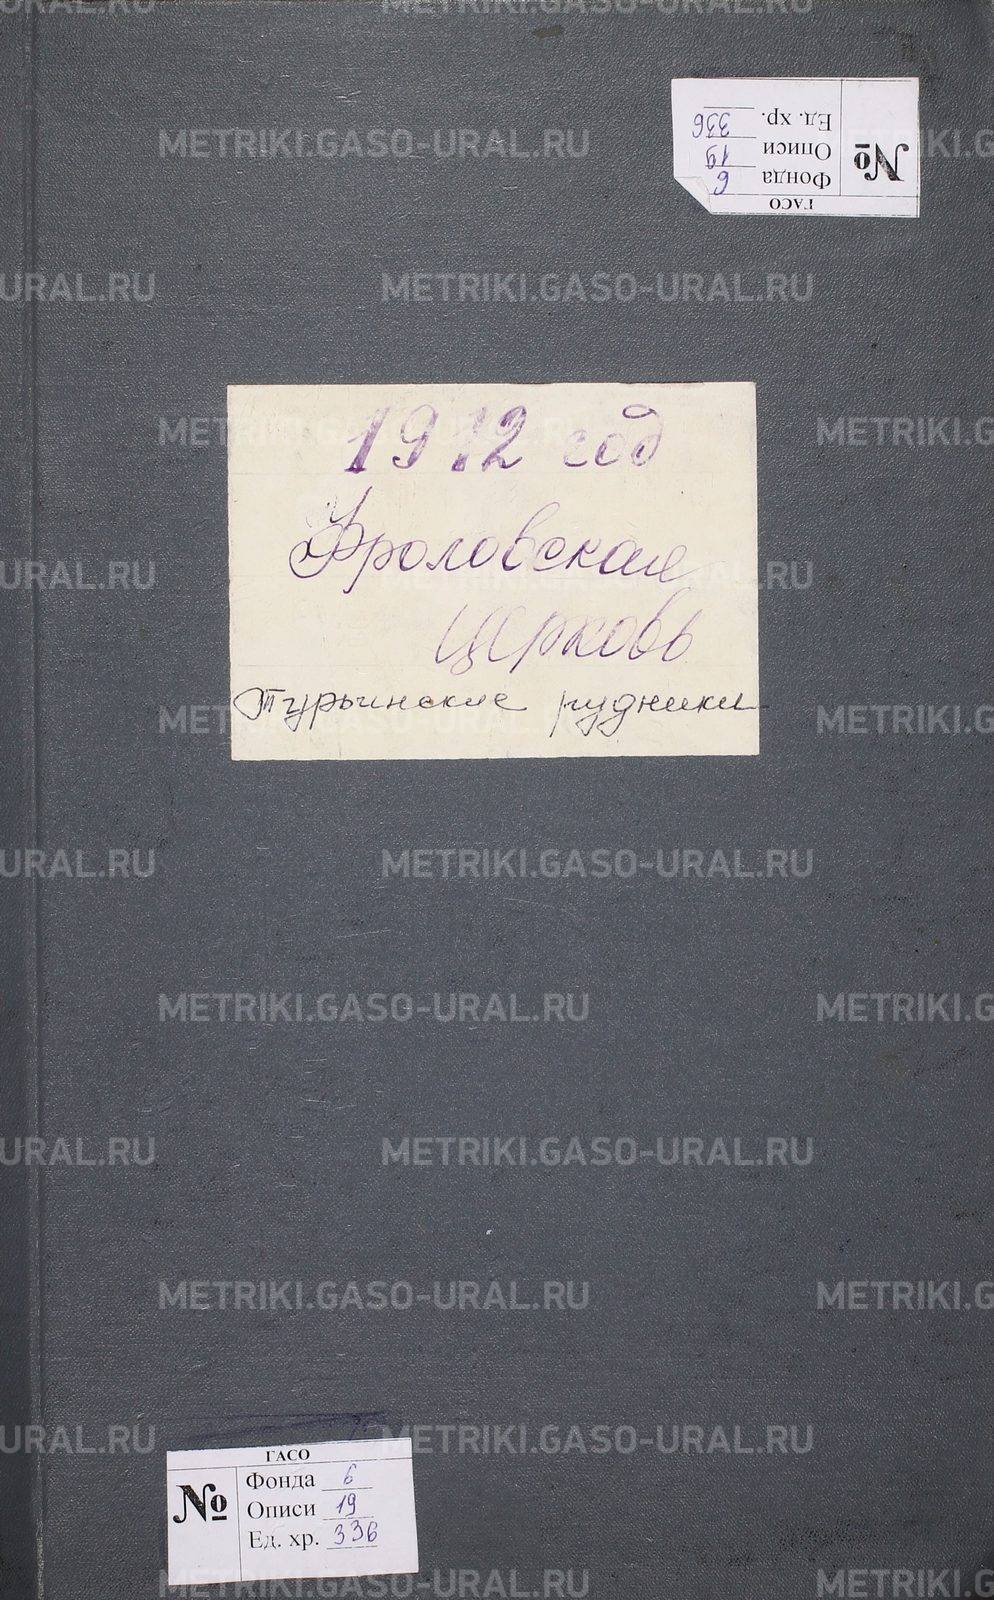 ГАСО
№
Фонда 6
Описи 19
Ед. хр. 336
1912 год
Фроловская
церковь
Турьинские рудники
ГАСО
№
Фонда 6
Описи 19
Ед. хр. 336
METRIKI.GASO-URAL.RU